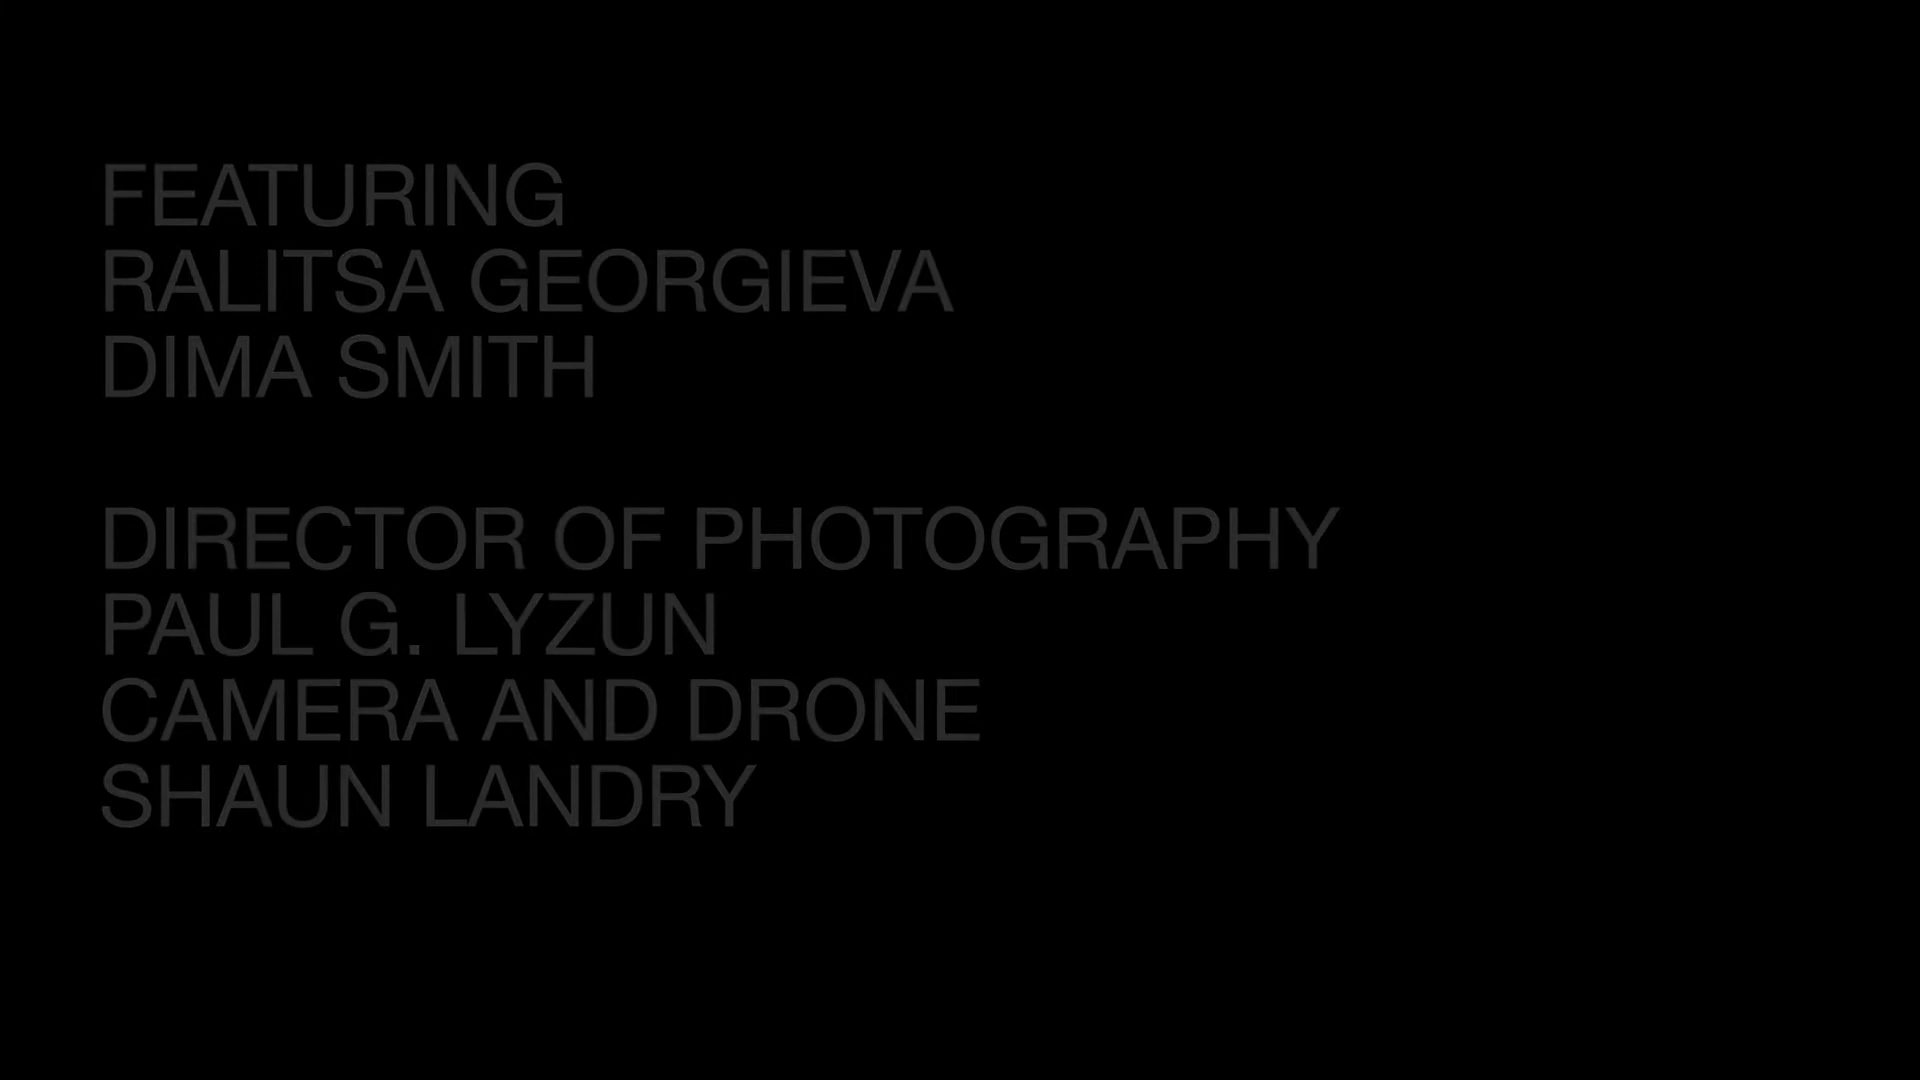 FEATURING
RALITSA GEORGIEVA
DIMA SMITH
DIRECTOR OF PHOTOGRAPHY
PAUL G. LYZUN
CAMERA AND DRONE
SHAUN LANDRY